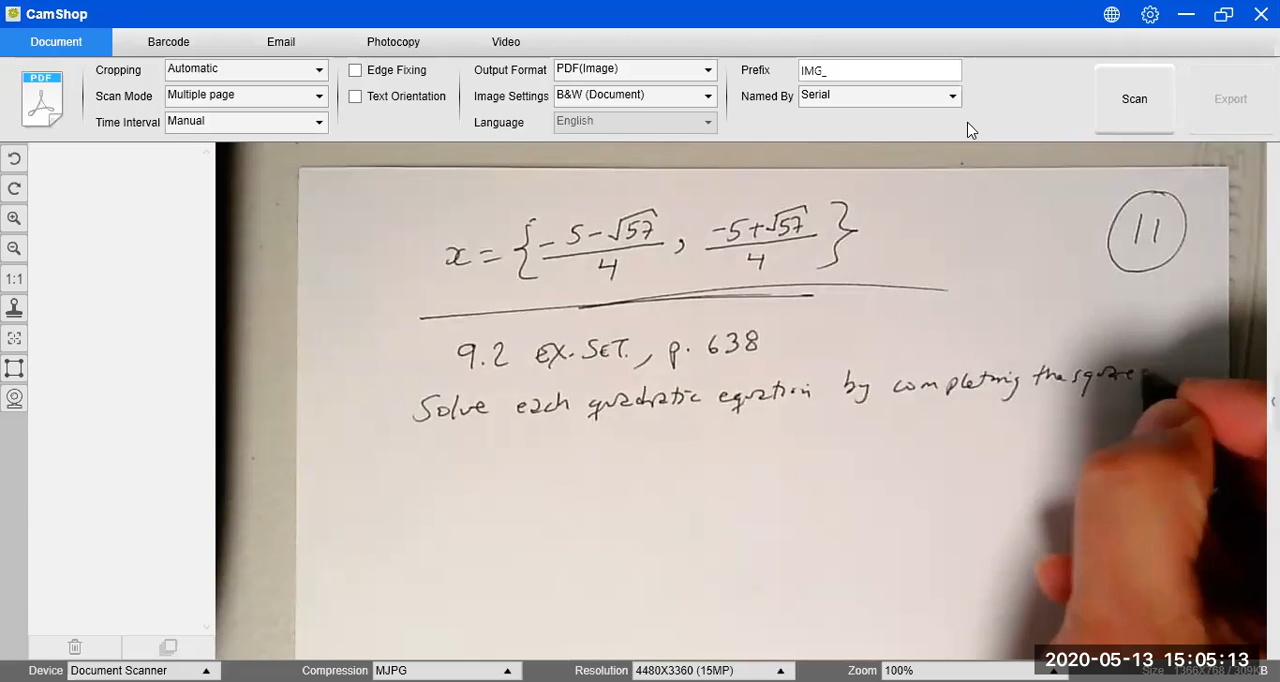 CamShop
Document Barcode Email Photocopy Video
PDF
Cropping Automatic Edge Fixing Output Format PDF(Image) Prefix IMG_
Scan Mode Multiple page Text Orientation Image Settings B&W (Document) Named By Serial Scan Export
Time Interval Manual Language English
1:1
x = { -5-√57/4 , -5+√57/4 }
11
9.2 EX. SET., p. 638
Solve each quadratic equation by completing the square
Device Document Scanner Compression MJPG Resolution 4480X3360 (15MP) Zoom 100%
2020-05-13 15:05:13